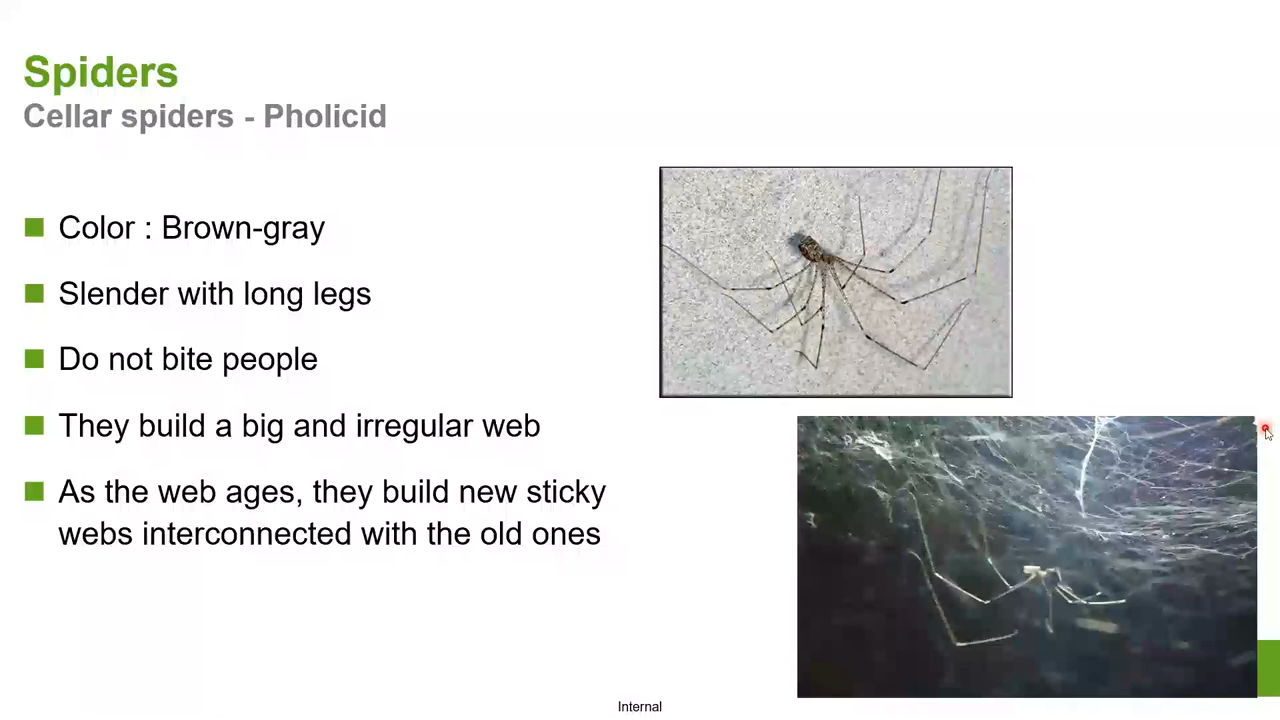 Spiders
Cellar spiders - Pholicid
Color : Brown-gray
Slender with long legs
Do not bite people
They build a big and irregular web
As the web ages, they build new sticky
webs interconnected with the old ones
Internal